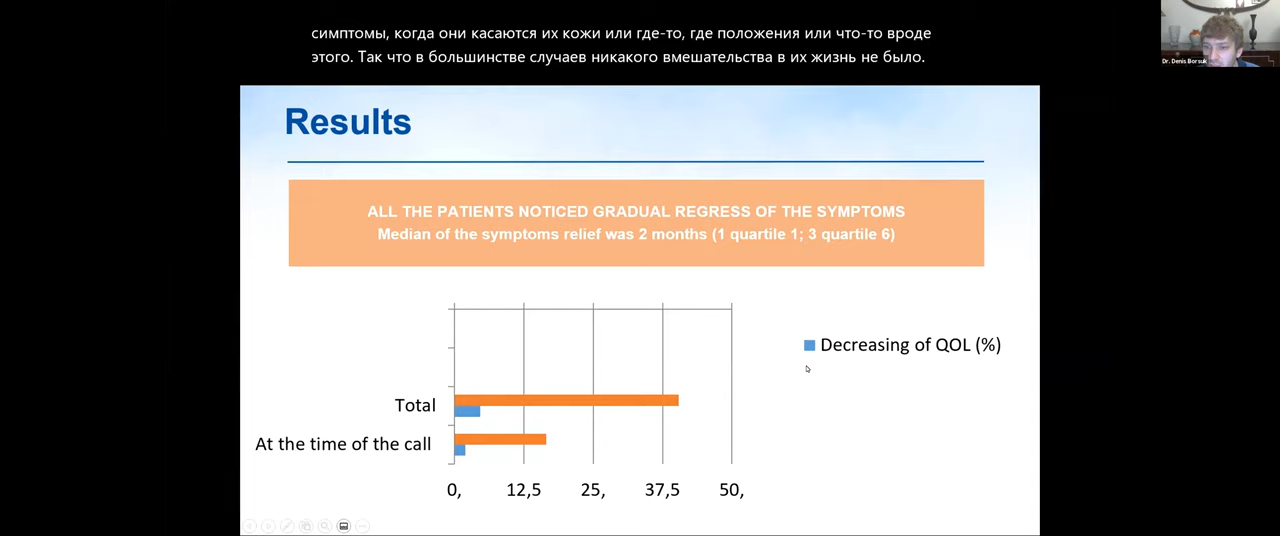 симптомы, когда они касаются их кожи или где-то, где положения или что-то вроде
этого. Так что в большинстве случаев никакого вмешательства в их жизнь не было.
Dr. Denis Borsuk
Results
ALL THE PATIENTS NOTICED GRADUAL REGRESS OF THE SYMPTOMS
Median of the symptoms relief was 2 months (1 quartile 1; 3 quartile 6)
Decreasing of QOL (%)
Total
At the time of the call
0, 12,5 25, 37,5 50,